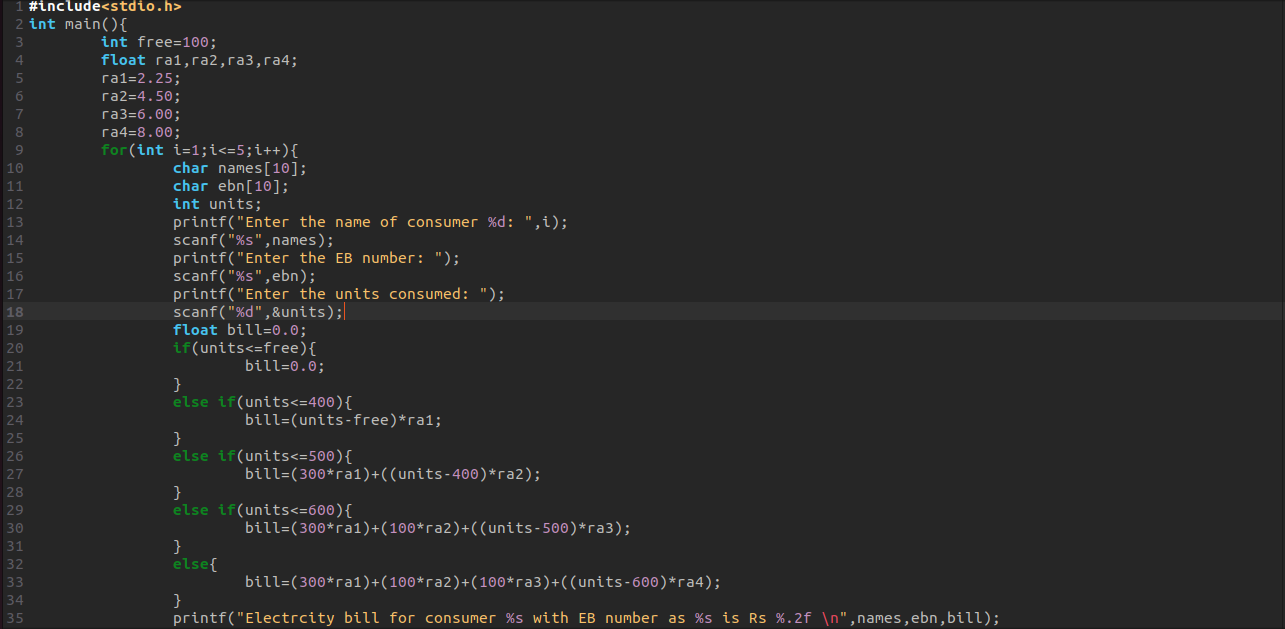 1 #include<stdio.h>
2 int main(){
3         int free=100;
4         float ra1,ra2,ra3,ra4;
5         ra1=2.25;
6         ra2=4.50;
7         ra3=6.00;
8         ra4=8.00;
9         for(int i=1;i<=5;i++){
10                 char names[10];
11                 char ebn[10];
12                 int units;
13                 printf("Enter the name of consumer %d: ",i);
14                 scanf("%s",names);
15                 printf("Enter the EB number: ");
16                 scanf("%s",ebn);
17                 printf("Enter the units consumed: ");
18                 scanf("%d",&units);
19                 float bill=0.0;
20                 if(units<=free){
21                         bill=0.0;
22                 }
23                 else if(units<=400){
24                         bill=(units-free)*ra1;
25                 }
26                 else if(units<=500){
27                         bill=(300*ra1)+((units-400)*ra2);
28                 }
29                 else if(units<=600){
30                         bill=(300*ra1)+(100*ra2)+((units-500)*ra3);
31                 }
32                 else{
33                         bill=(300*ra1)+(100*ra2)+(100*ra3)+((units-600)*ra4);
34                 }
35                 printf("Electrcity bill for consumer %s with EB number as %s is Rs %.2f \n",names,ebn,bill);